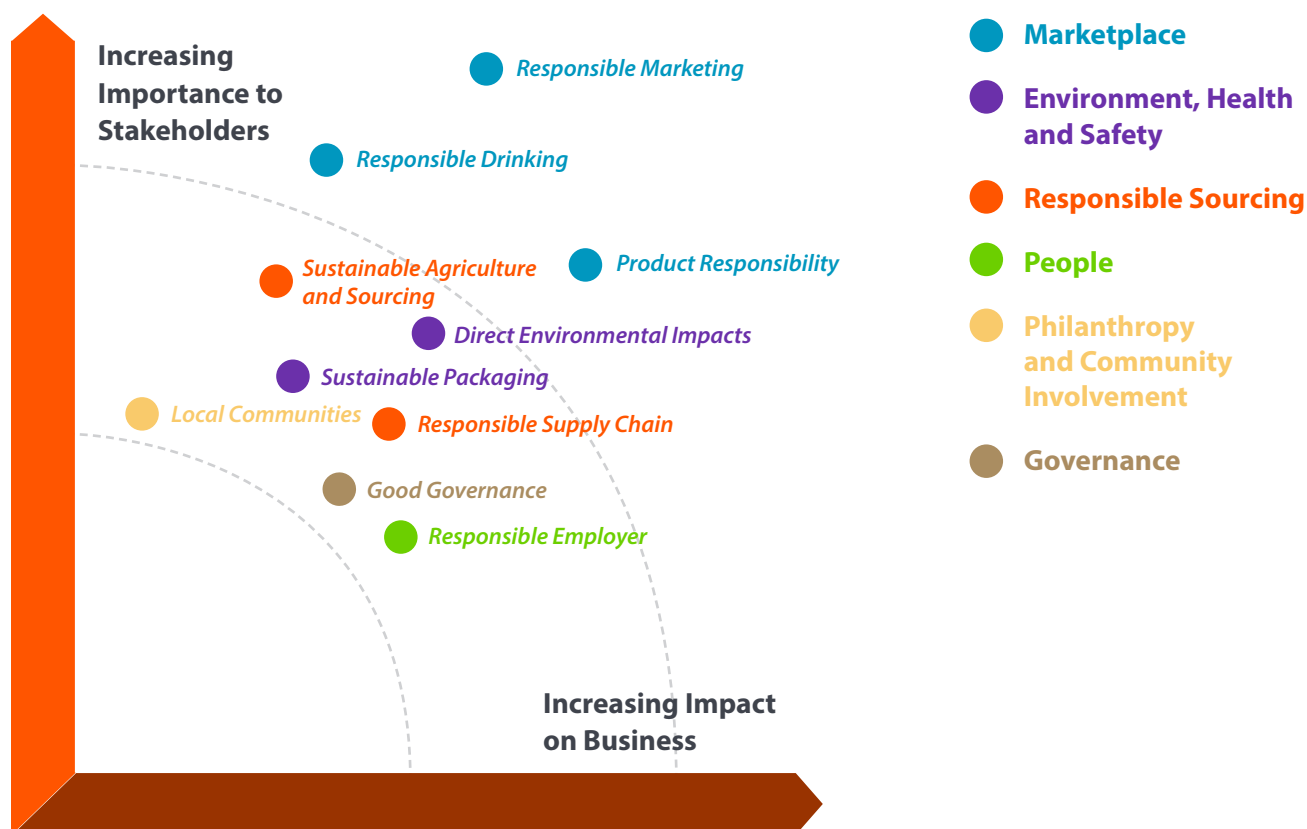 Increasing
Importance to
Stakeholders
Responsible Marketing
Responsible Drinking
Sustainable Agriculture
and Sourcing
Product Responsibility
Direct Environmental Impacts
Sustainable Packaging
Local Communities
Responsible Supply Chain
Good Governance
Responsible Employer
Increasing Impact
on Business
Marketplace
Environment, Health
and Safety
Responsible Sourcing
People
Philanthropy
and Community
Involvement
Governance